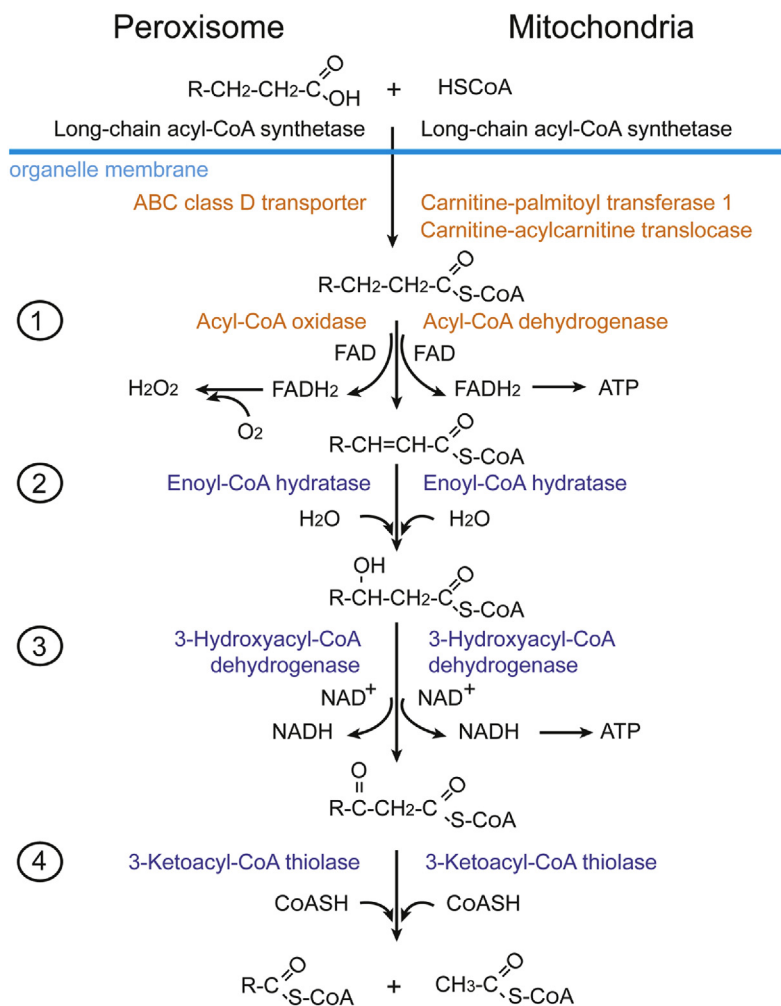 Peroxisome Mitochondria
R-CH2-CH2-C O OH + HSCoA
Long-chain acyl-CoA synthetase Long-chain acyl-CoA synthetase
organelle membrane
ABC class D transporter Carnitine-palmitoyl transferase 1
Carnitine-acylcarnitine translocase
R-CH2-CH2-C O S-CoA
1 Acyl-CoA oxidase Acyl-CoA dehydrogenase
FAD FAD
H2O2 FADH2 FADH2 ATP
O2
R-CH=CH-C O S-CoA
2 Enoyl-CoA hydratase Enoyl-CoA hydratase
H2O H2O
OH
R-CH-CH2-C O S-CoA
3 3-Hydroxyacyl-CoA 3-Hydroxyacyl-CoA
dehydrogenase dehydrogenase
NAD+ NAD+
NADH NADH ATP
O
R-C-CH2-C O S-CoA
4 3-Ketoacyl-CoA thiolase 3-Ketoacyl-CoA thiolase
CoASH CoASH
R-C O S-CoA + CH3-C O S-CoA